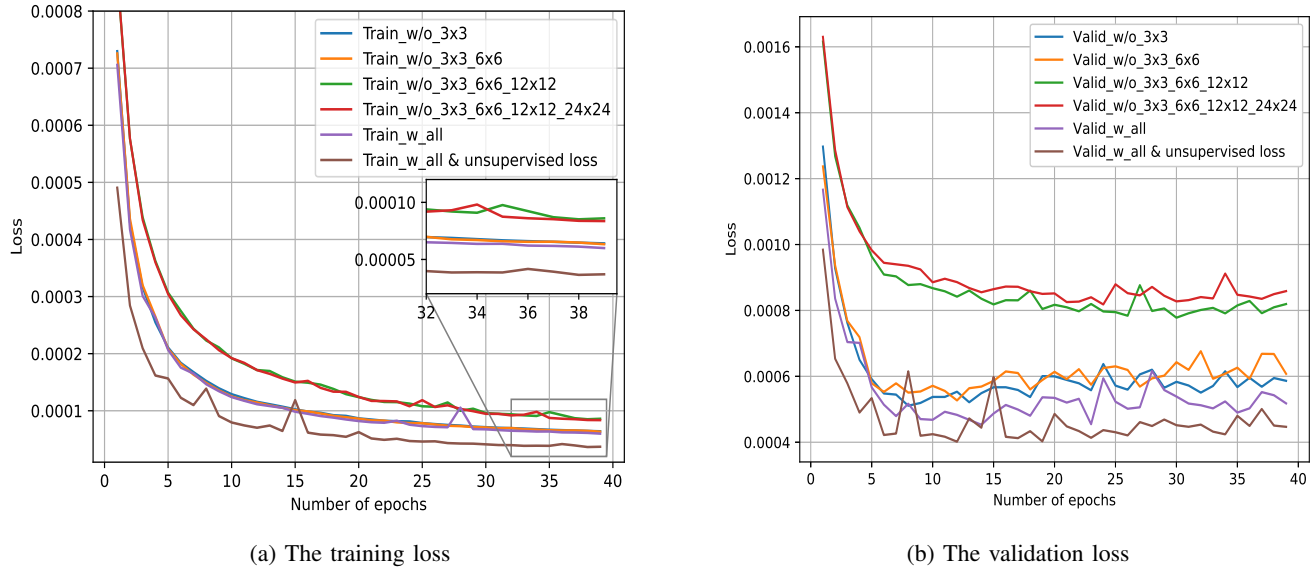 0.0008
0.0007
0.0006
0.0005
0.0004
0.0003
0.0002
0.0001
Loss
0
5
10
15
20
25
30
35
40
Number of epochs
Train_w/o_3x3
Train_w/o_3x3_6x6
Train_w/o_3x3_6x6_12x12
Train_w/o_3x3_6x6_12x12_24x24
Train_w_all
Train_w_all & unsupervised loss
0.00010
0.00005
32
34
36
38
(a) The training loss
0.0016
0.0014
0.0012
0.0010
0.0008
0.0006
0.0004
Loss
0
5
10
15
20
25
30
35
40
Number of epochs
Valid_w/o_3x3
Valid_w/o_3x3_6x6
Valid_w/o_3x3_6x6_12x12
Valid_w/o_3x3_6x6_12x12_24x24
Valid_w_all
Valid_w_all & unsupervised loss
(b) The validation loss